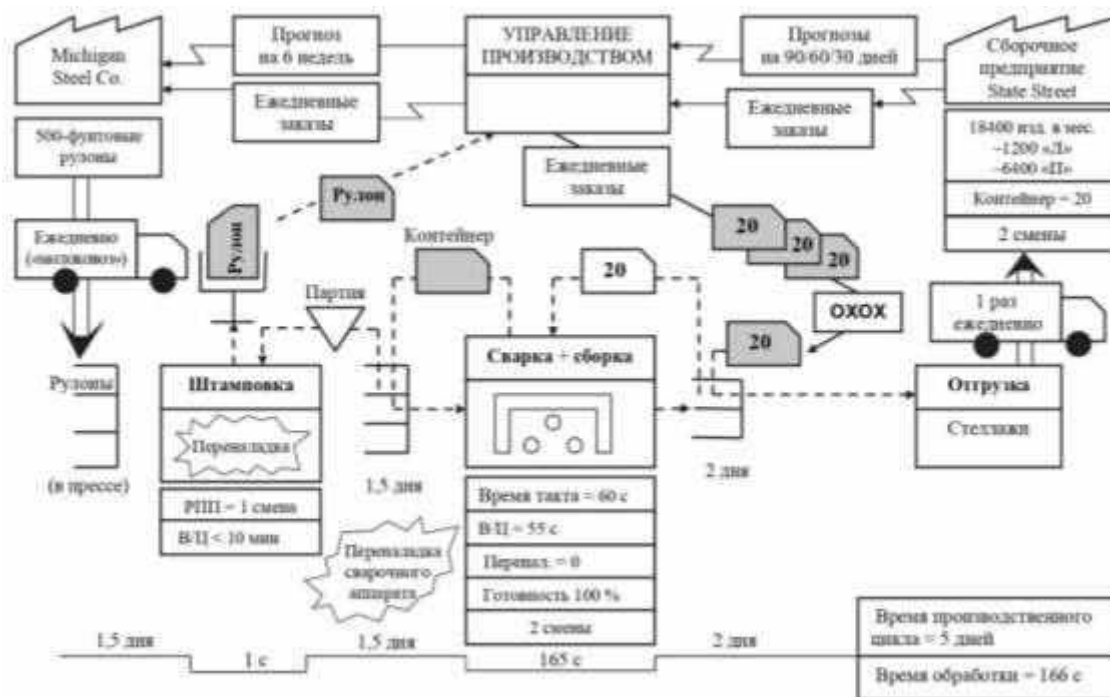 Michigan
Steel Co.
Прогноз
на 6 недель
УПРАВЛЕНИЕ
ПРОИЗВОДСТВОМ
Прогнозы
на 90/60/30 дней
Сборочное
предприятие
State Street
Ежедневные
заказы
Ежедневные
заказы
500-фунтовые
рулоны
Ежедневные
заказы
18400 изд. в мес.
~1200 «Л»
~6400 «П»
Контейнер = 20
2 смены
Ежедневно
Рулон
Рулон
Контейнер
20
20
20
20
OXOX
1 раз
ежедневно
Партия
20
Рулоны
(в прессе)
Штамповка
Переналадка
РПП = 1 смена
В/Ц < 10 мин
1,5 дня
Переналадка
сварочного
аппарата
Сварка + сборка
Время такта = 60 с
В/Ц = 55 с
Перенал. = 0
Готовность 100 %
2 смены
2 дня
Отгрузка
Стеллажи
1,5 дня
1 с
1,5 дня
165 с
2 дня
Время производственного
цикла = 5 дней
Время обработки = 166 с